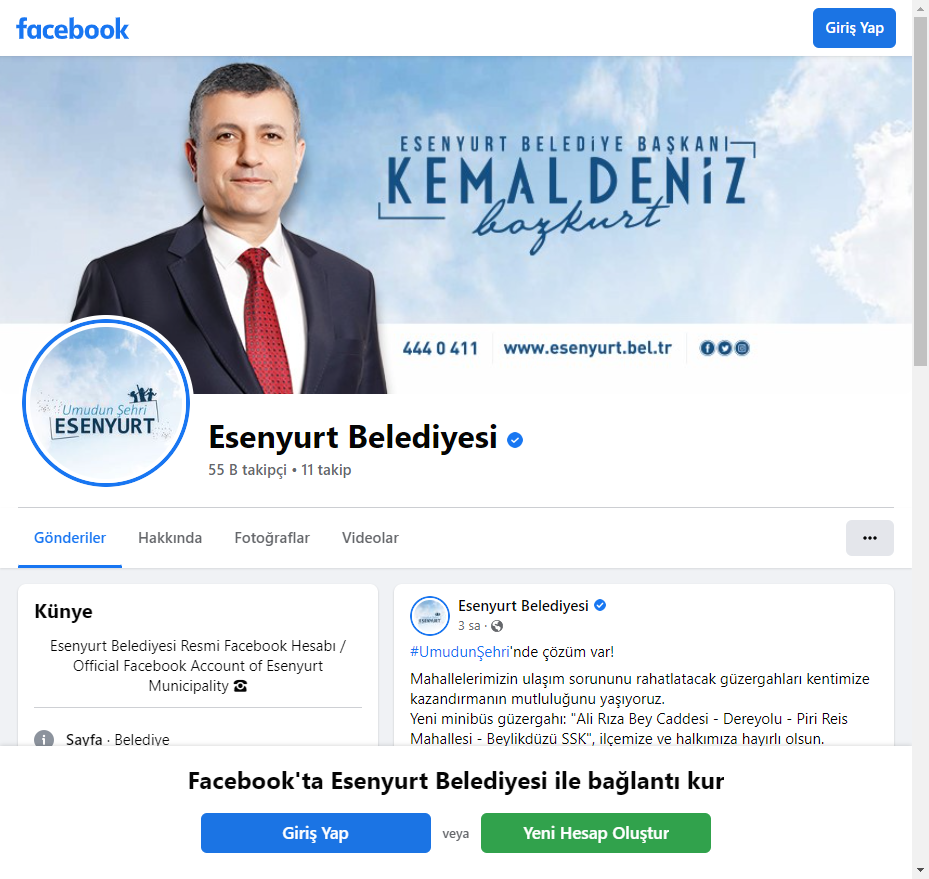 facebook
Giriş Yap
ESENYURT BELEDİYE BAŞKANI
KEMALDENİZ
bozkurt
444 0 411
www.esenyurt.bel.tr
Umudun Şehri
ESENYURT
Esenyurt Belediyesi
55 B takipçi • 11 takip
Gönderiler
Hakkında
Fotoğraflar
Videolar
Künye
Esenyurt Belediyesi Resmi Facebook Hesabı /
Official Facebook Account of Esenyurt
Municipality
Sayfa · Belediye
Esenyurt Belediyesi
3 sa ·
#UmudunŞehri'nde çözüm var!
Mahallelerimizin ulaşım sorununu rahatlatacak güzergahları kentimize
kazandırmanın mutluluğunu yaşıyoruz.
Yeni minibüs güzergahı: "Ali Rıza Bey Caddesi - Dereyolu - Piri Reis
Mahallesi - Beylikdüzü SSK", ilçemize ve halkımıza hayırlı olsun.
Facebook'ta Esenyurt Belediyesi ile bağlantı kur
Giriş Yap
veya
Yeni Hesap Oluştur